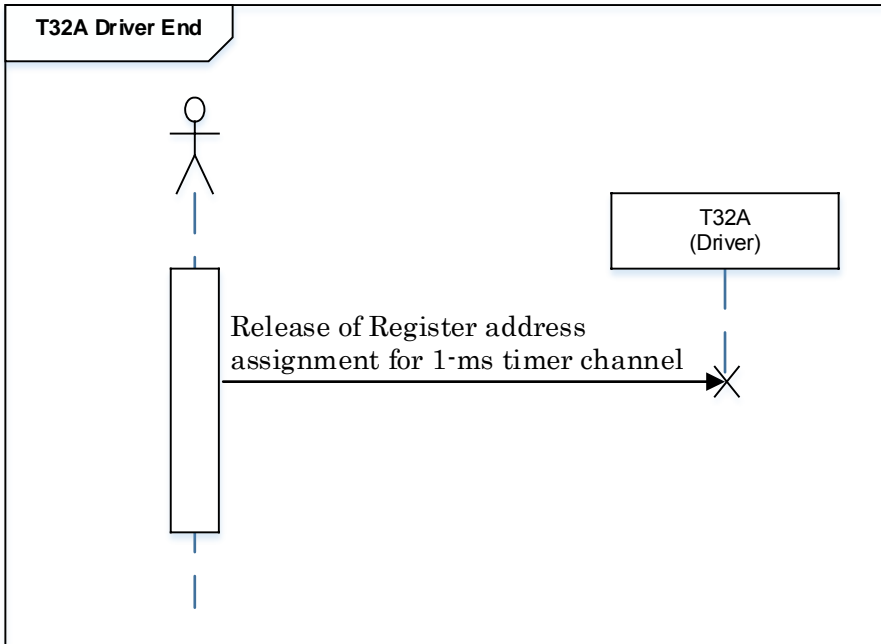 T32A Driver End
T32A
(Driver)
Release of Register address
assignment for 1-ms timer channel